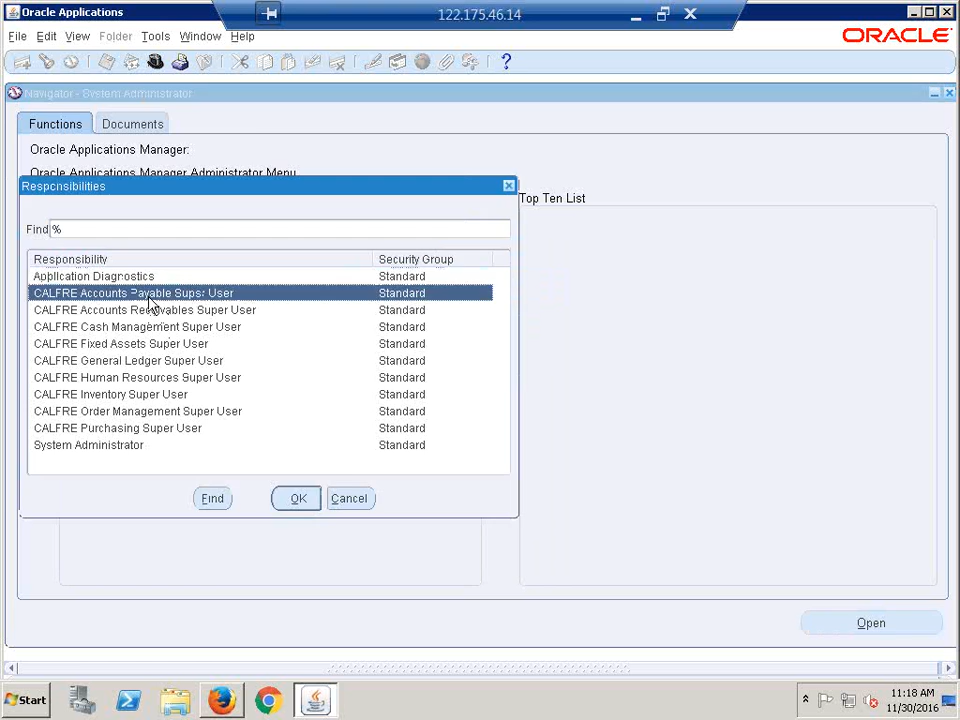 Oracle Applications
122.175.46.14
File Edit View Folder Tools Window Help
ORACLE
Navigator - System Administrator
Functions Documents
Oracle Applications Manager:
Oracle Applications Manager Administrator Menu
Responsibilities
Top Ten List
Find %
Responsibility Security Group
Application Diagnostics Standard
CALFRE Accounts Payable Super User Standard
CALFRE Accounts Receivables Super User Standard
CALFRE Cash Management Super User Standard
CALFRE Fixed Assets Super User Standard
CALFRE General Ledger Super User Standard
CALFRE Human Resources Super User Standard
CALFRE Inventory Super User Standard
CALFRE Order Management Super User Standard
CALFRE Purchasing Super User Standard
System Administrator Standard
Find OK Cancel
Open
Start
11:18 AM
11/30/2016